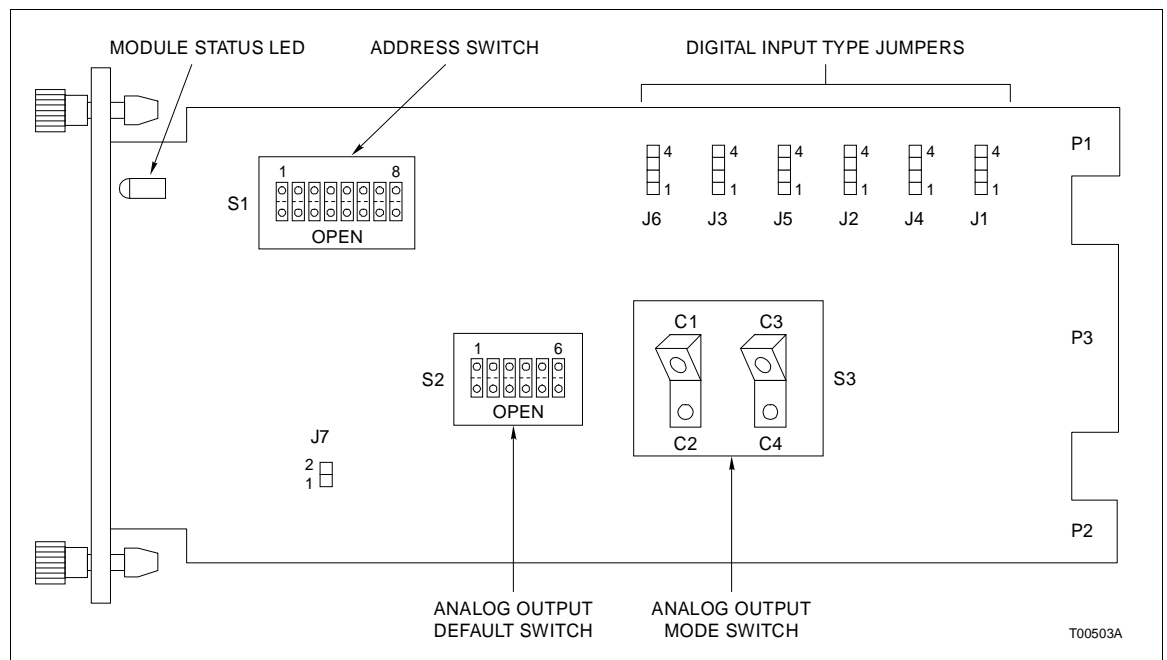 MODULE STATUS LED
ADDRESS SWITCH
DIGITAL INPUT TYPE JUMPERS
P1
1 8
S1
OPEN
4 4 4 4 4 4
1 1 1 1 1 1
J6 J3 J5 J2 J4 J1
P3
C1 C3
S3
C2 C4
1 6
S2
OPEN
J7
2
1
P2
ANALOG OUTPUT
DEFAULT SWITCH
ANALOG OUTPUT
MODE SWITCH
T00503A